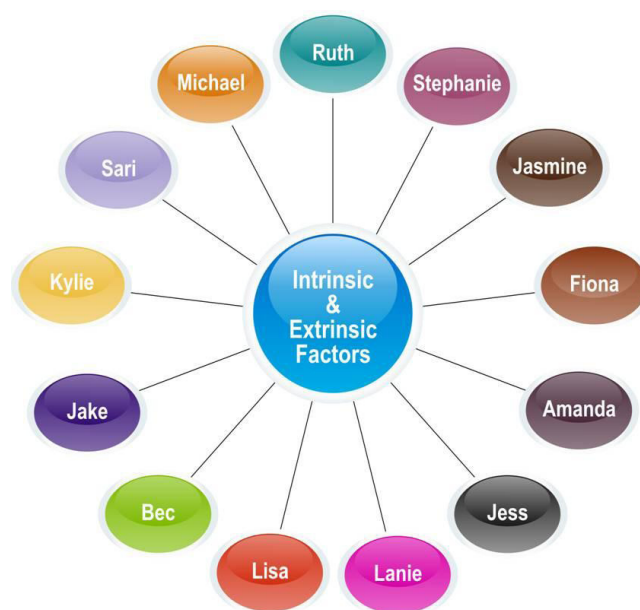 Ruth
Stephanie
Jasmine
Fiona
Amanda
Jess
Lanie
Lisa
Bec
Jake
Kylie
Sari
Michael
Intrinsic
&
Extrinsic
Factors